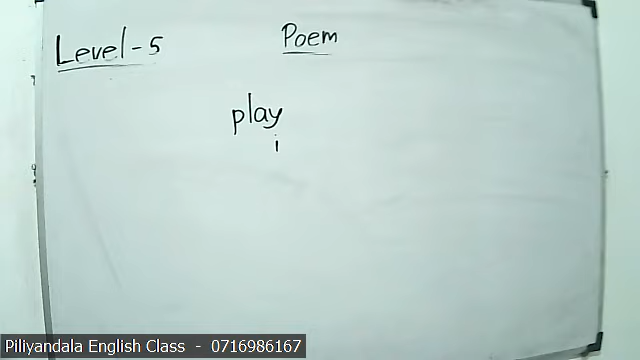 Level - 5
Poem
play
i
Piliyandala English Class - 0716986167